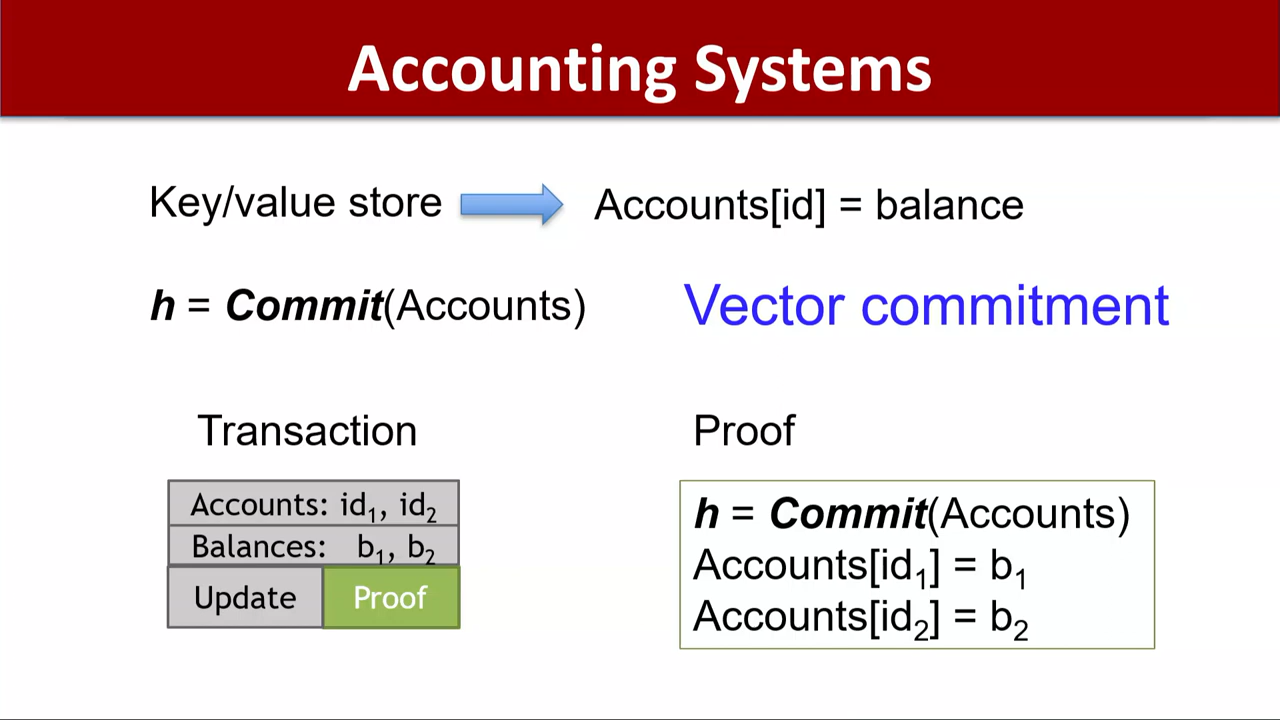 Accounting Systems
Key/value store
Accounts[id] = balance
h = Commit(Accounts)
Vector commitment
Transaction
Accounts: id₁, id₂
Balances: b₁, b₂
Update
Proof
Proof
h = Commit(Accounts)
Accounts[id₁] = b₁
Accounts[id₂] = b₂